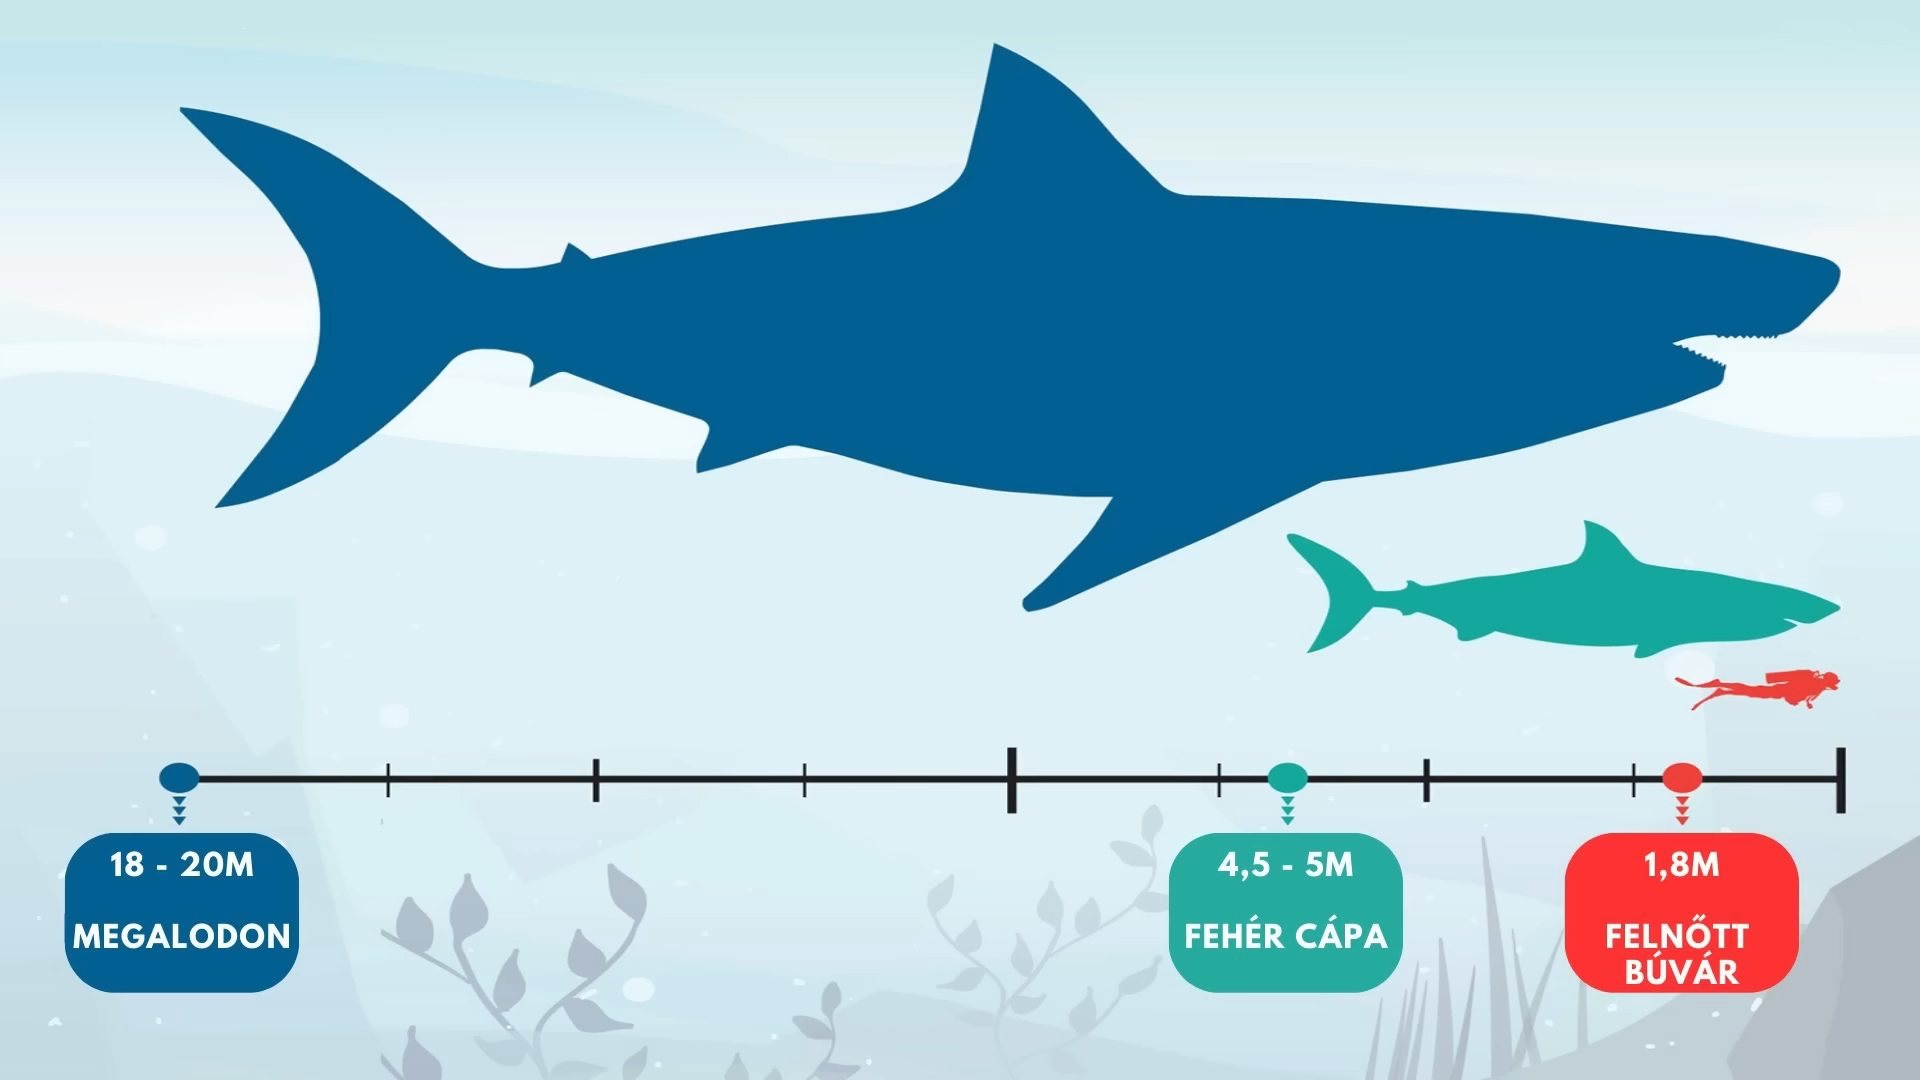 18 - 20M
MEGALODON
4,5 - 5M
FEHÉR CÁPA
1,8M
FELNŐTT
BÚVÁR